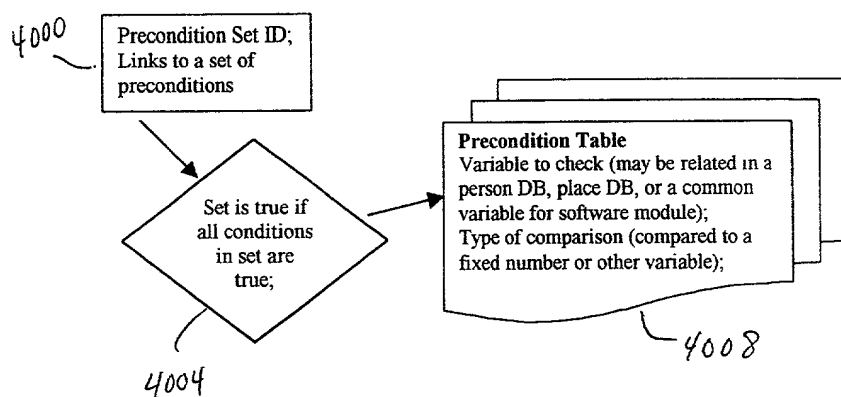 4000
Precondition Set ID;
Links to a set of
preconditions
Set is true if
all conditions
in set are
true;
4004
Precondition Table
Variable to check (may be related in a
person DB, place DB, or a common
variable for software module);
Type of comparison (compared to a
fixed number or other variable);
4008